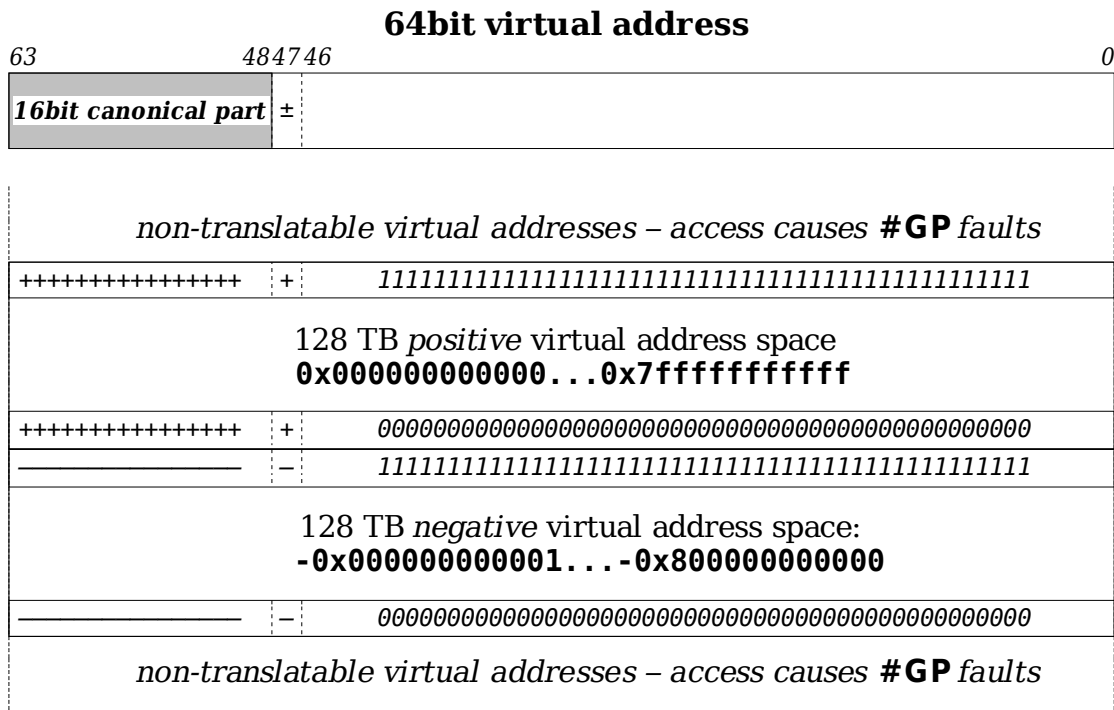 64bit virtual address
63 48 47 46 0
16bit canonical part ±
non-translatable virtual addresses – access causes #GP faults
++++++++++++++++ + 11111111111111111111111111111111111111111111111
128 TB positive virtual address space
0x000000000000...0x7fffffffffff
++++++++++++++++ + 00000000000000000000000000000000000000000000000
–––––––––––––––– – 11111111111111111111111111111111111111111111111
128 TB negative virtual address space:
-0x000000000001...-0x800000000000
–––––––––––––––– – 00000000000000000000000000000000000000000000000
non-translatable virtual addresses – access causes #GP faults